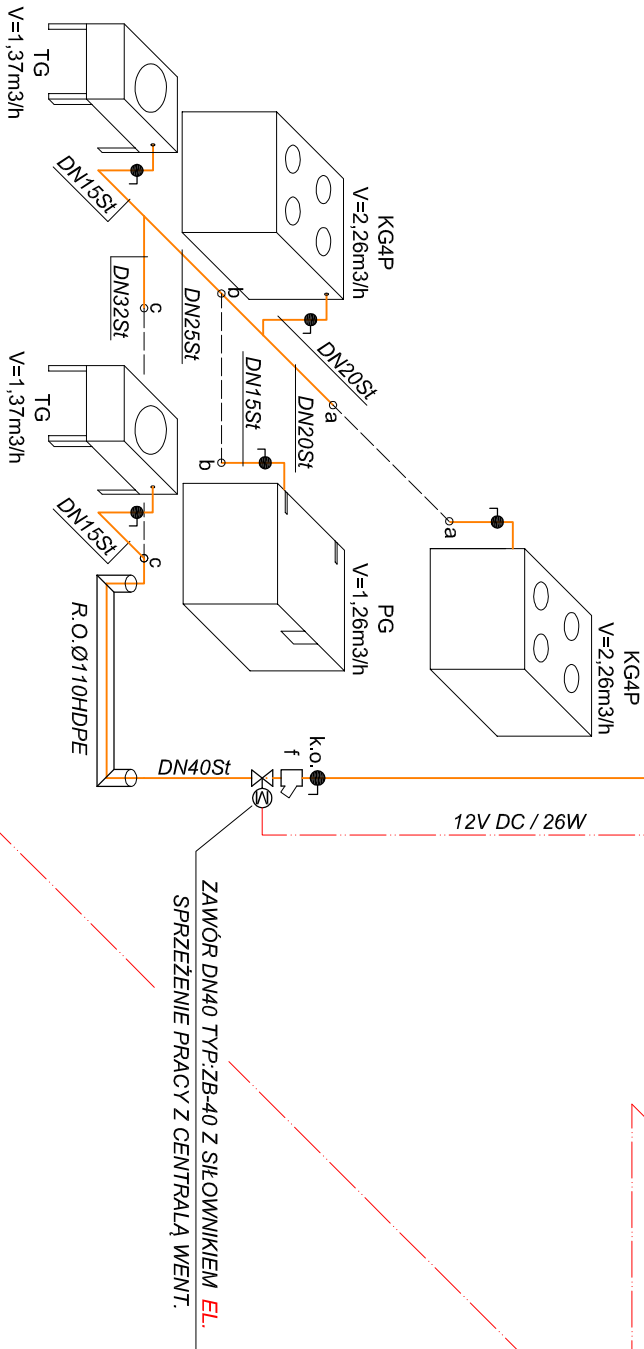 TG
V=1,37m3/h
KG4P
V=2,26m3/h
KG4P
V=2,26m3/h
DN15St
DN32St
c
DN25St
b
DN20St
a
DN20St
DN15St
b
a
TG
V=1,37m3/h
DN15St
c
PG
V=1,26m3/h
R.O.Ø110HDPE
DN40St
f
k.o.
M
12V DC / 26W
ZAWÓR DN40 TYP:ZB-40 Z SIŁOWNIKIEM EL.
SPRZEŻENIE PRACY Z CENTRALĄ WENT.